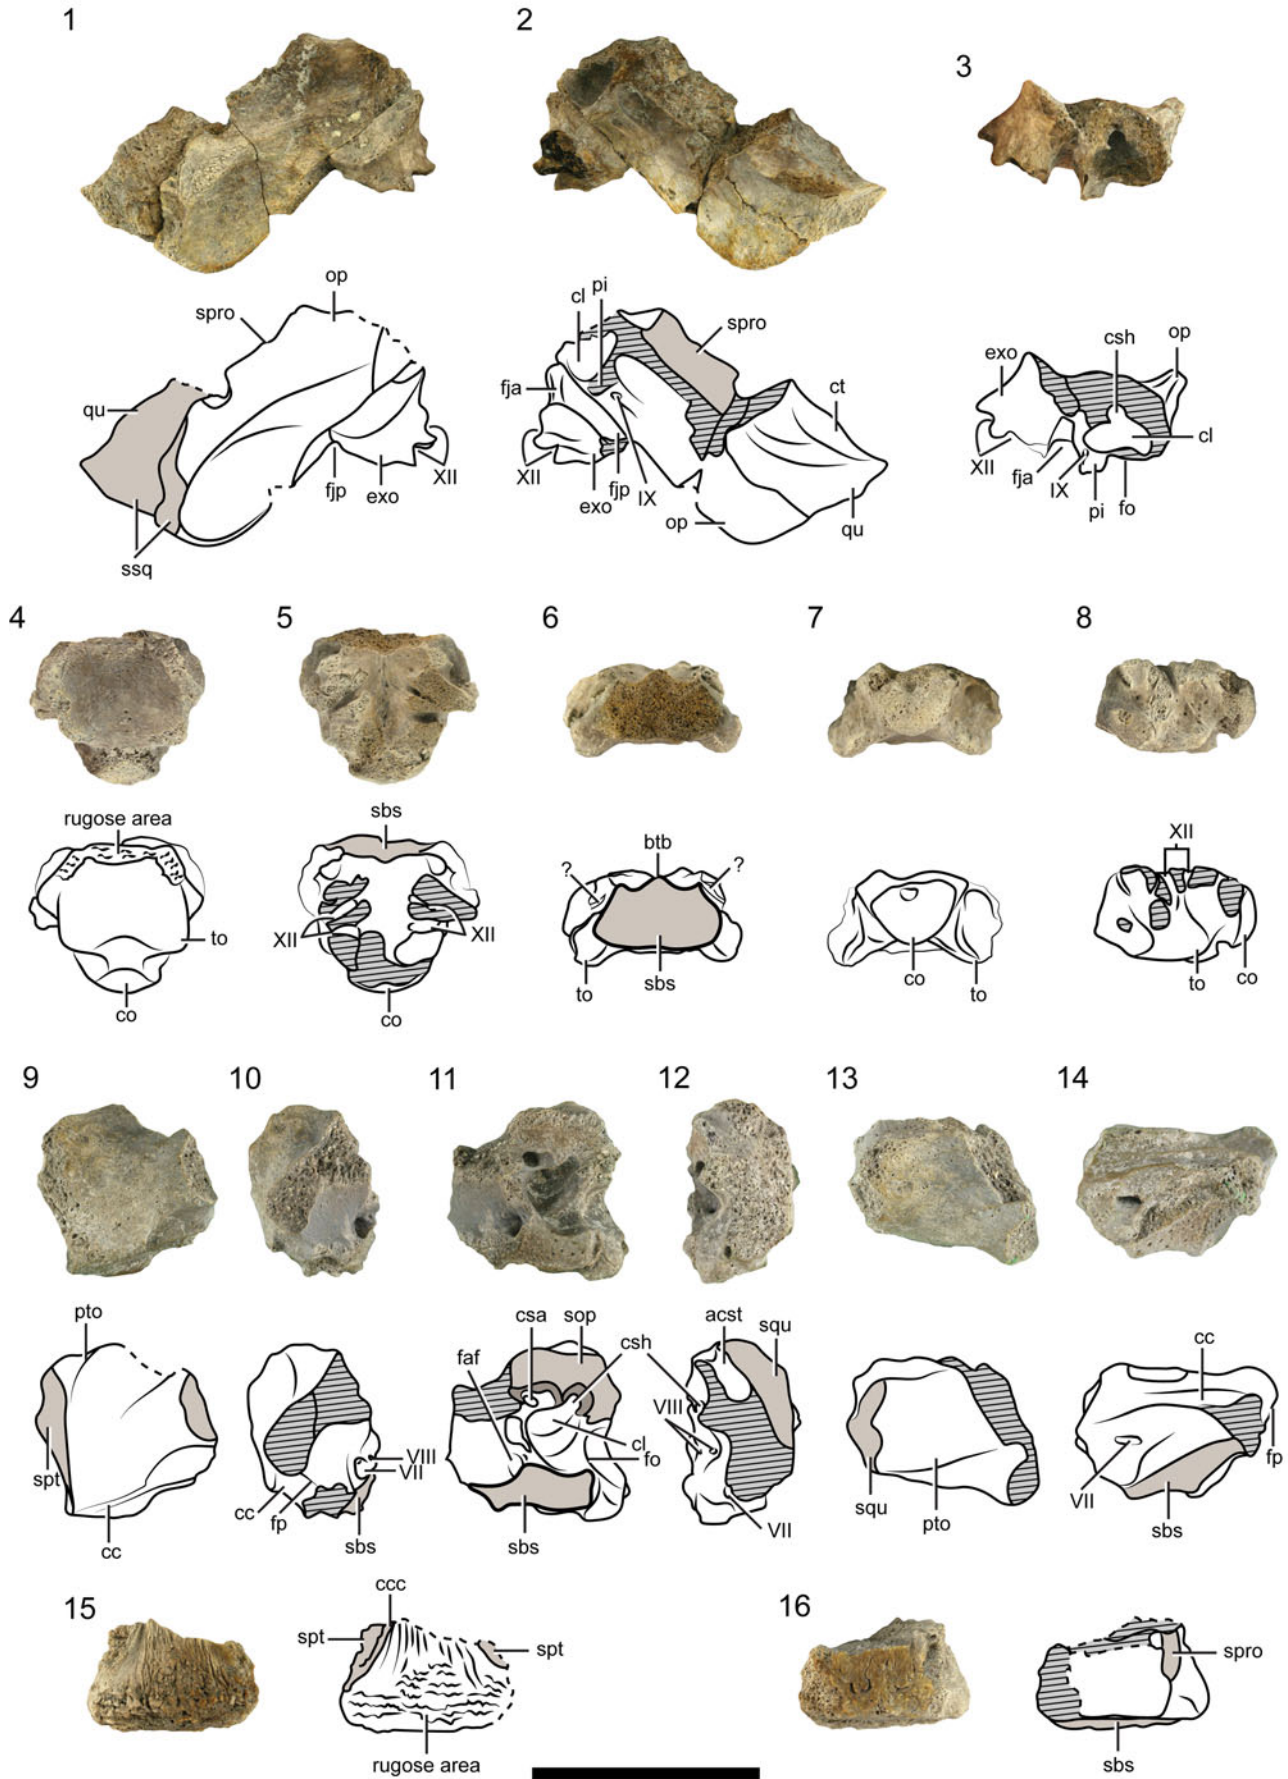 1
2
3
op
spro
qu
ssq
fjp
exo
XII
cl
pi
spro
fja
ct
XII
exo
fjp
IX
op
qu
exo
csh
op
XII
fja
IX
pi
fo
cl
4
5
6
7
8
rugose area
to
co
sbs
XII
XII
co
btb
?
?
to
sbs
co
to
XII
to
co
9
10
11
12
13
14
pto
spt
cc
VIII
VII
cc
fp
sbs
csa
sop
faf
csh
cl
fo
sbs
acst
squ
VIII
VII
squ
pto
cc
fp
VII
sbs
15
ccc
spt
spt
rugose area
16
spro
sbs